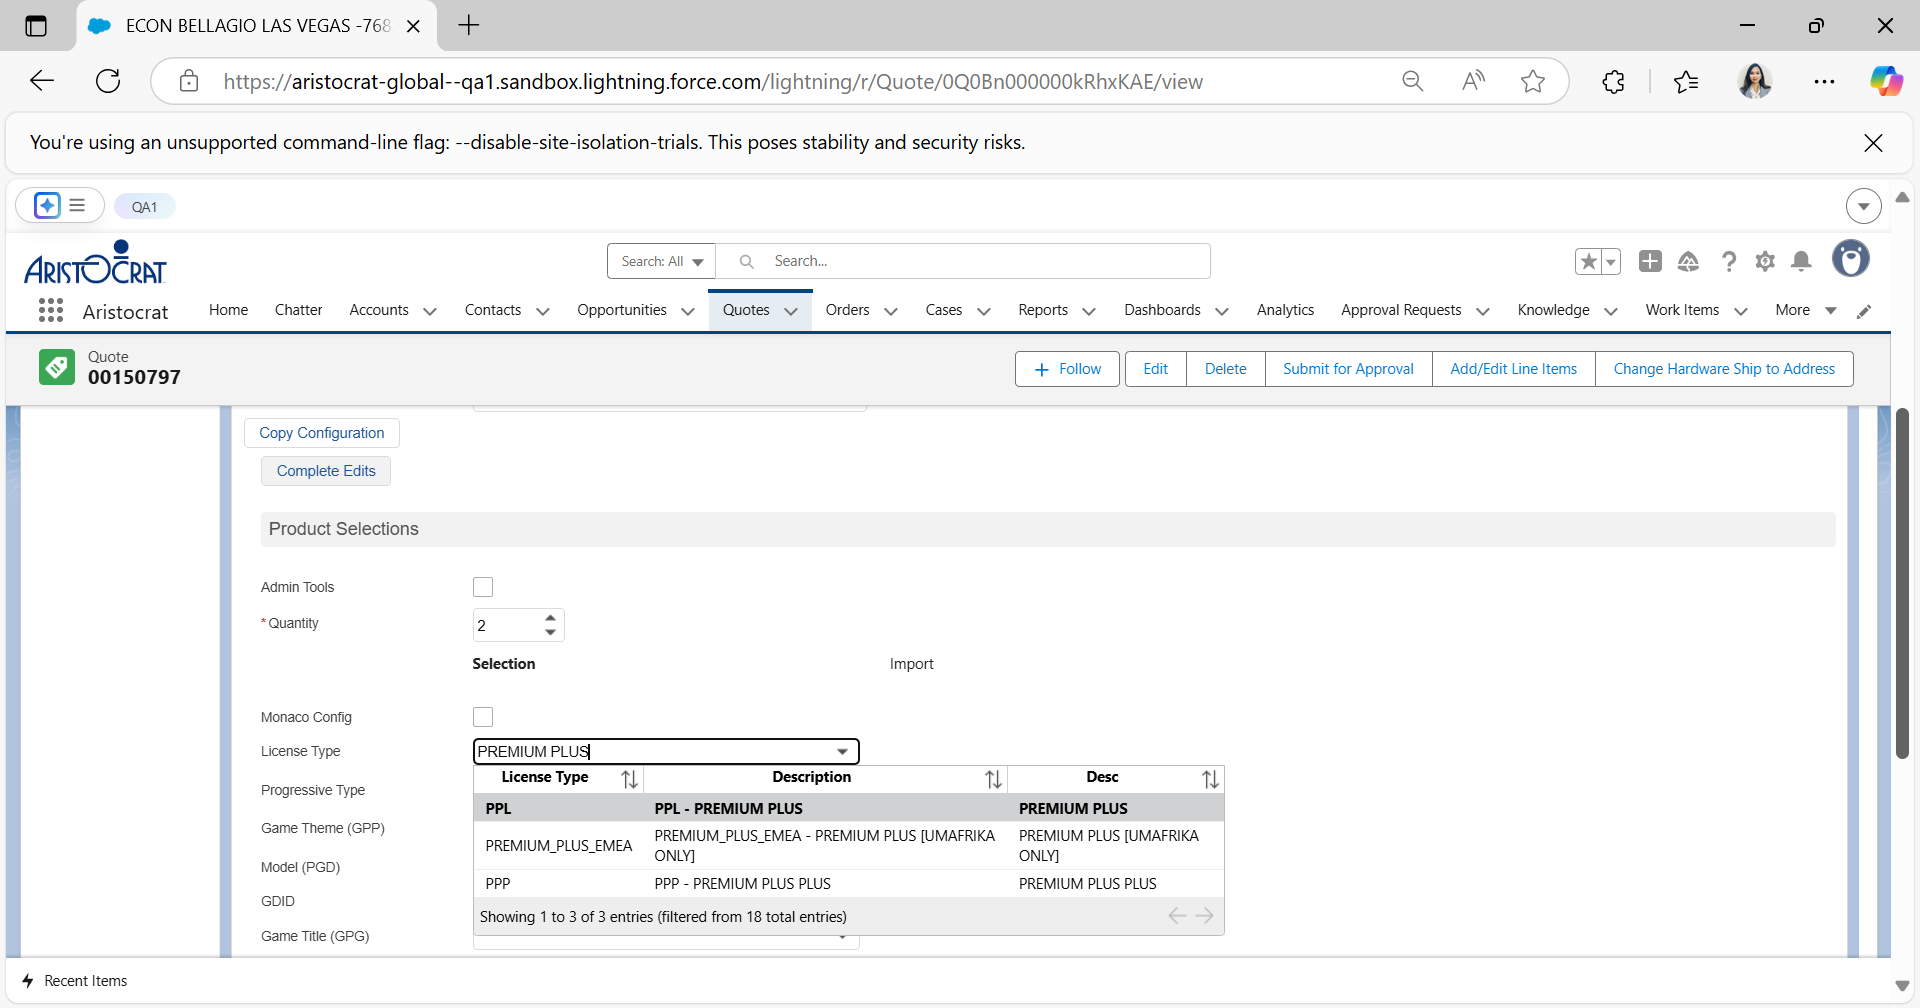 ECON BELLAGIO LAS VEGAS -768
https://aristocrat-global--qa1.sandbox.lightning.force.com/lightning/r/Quote/0Q0Bn000000kRhxKAE/view
You're using an unsupported command-line flag: --disable-site-isolation-trials. This poses stability and security risks.
QA1
ARISTOCRAT
Search: All
Search...
Aristocrat
Home
Chatter
Accounts
Contacts
Opportunities
Quotes
Orders
Cases
Reports
Dashboards
Analytics
Approval Requests
Knowledge
Work Items
More
Quote
00150797
Follow
Edit
Delete
Submit for Approval
Add/Edit Line Items
Change Hardware Ship to Address
Copy Configuration
Complete Edits
Product Selections
Admin Tools
*Quantity
2
Selection
Import
Monaco Config
License Type
PREMIUM PLUS
License Type
Description
Desc
PPL
PPL - PREMIUM PLUS
PREMIUM PLUS
PREMIUM_PLUS_EMEA
PREMIUM_PLUS_EMEA - PREMIUM PLUS [UMAFRIKA
ONLY]
PREMIUM PLUS [UMAFRIKA
ONLY]
PPP
PPP - PREMIUM PLUS PLUS
PREMIUM PLUS PLUS
Showing 1 to 3 of 3 entries (filtered from 18 total entries)
Progressive Type
Game Theme (GPP)
Model (PGD)
GDID
Game Title (GPG)
Recent Items